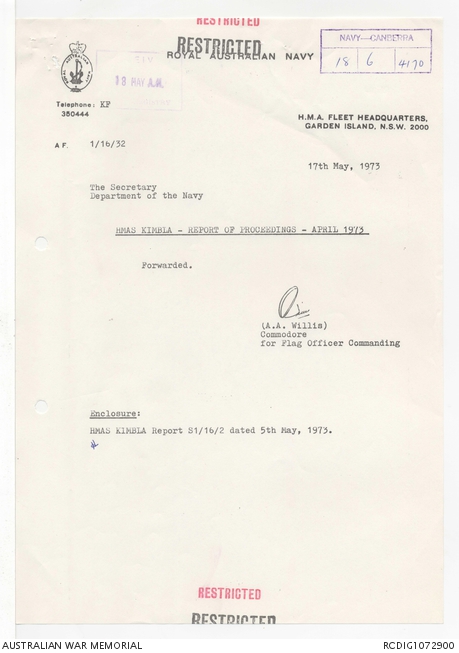 RESTRICTED
RESTRICTED
ROYAL AUSTRALIAN NAVY
NAVY—CANBERRA
18 6 4170
18 MAY A.M.
Telephone: KF
350444
H.M.A. FLEET HEADQUARTERS,
GARDEN ISLAND, N.S.W. 2000
A F. 1/16/32
17th May, 1973
The Secretary
Department of the Navy
HMAS KIMBLA - REPORT OF PROCEEDINGS - APRIL 1973
Forwarded.
(A.A. Willis)
Commodore
for Flag Officer Commanding
Enclosure:
HMAS KIMBLA Report S1/16/2 dated 5th May, 1973.
RESTRICTED
RESTRICTED
AUSTRALIAN WAR MEMORIAL
RCDIG1072900